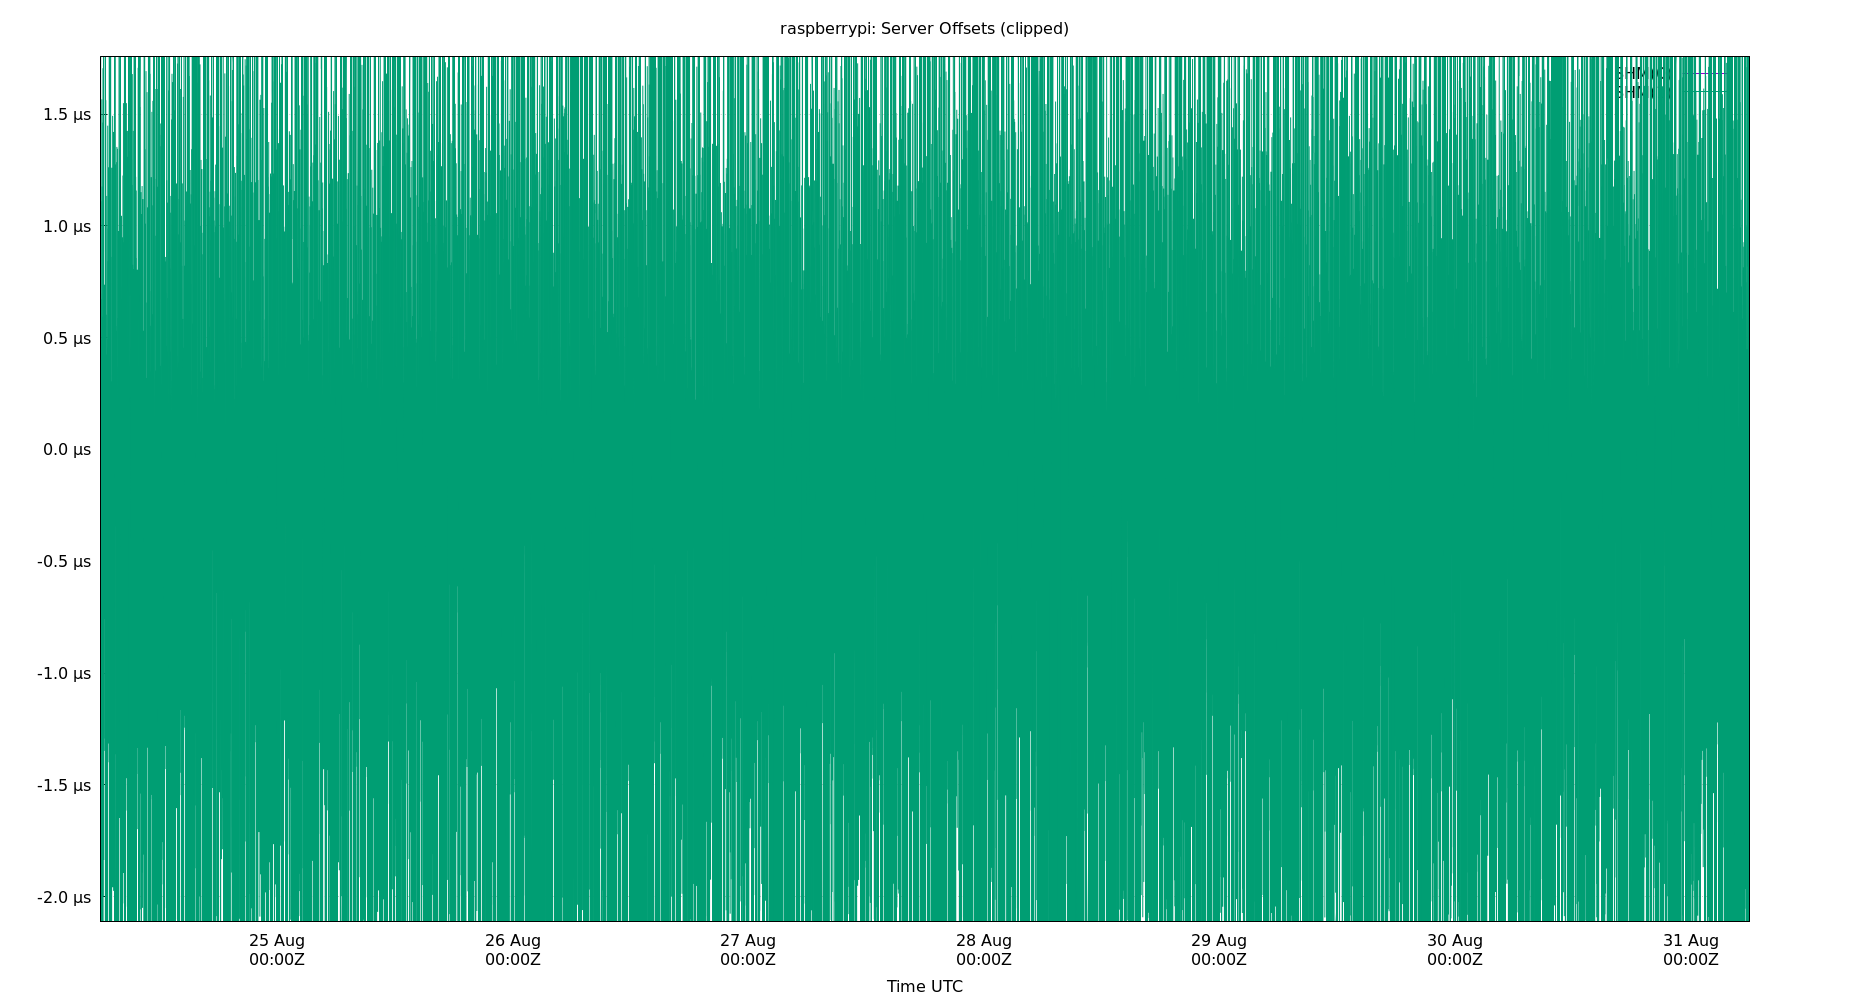 raspberrypi: Server Offsets (clipped)
1.5 µs
1.0 µs
0.5 µs
0.0 µs
-0.5 µs
-1.0 µs
-1.5 µs
-2.0 µs
25 Aug 26 Aug 27 Aug 28 Aug 29 Aug 30 Aug 31 Aug
00:00Z 00:00Z 00:00Z 00:00Z 00:00Z 00:00Z 00:00Z
Time UTC